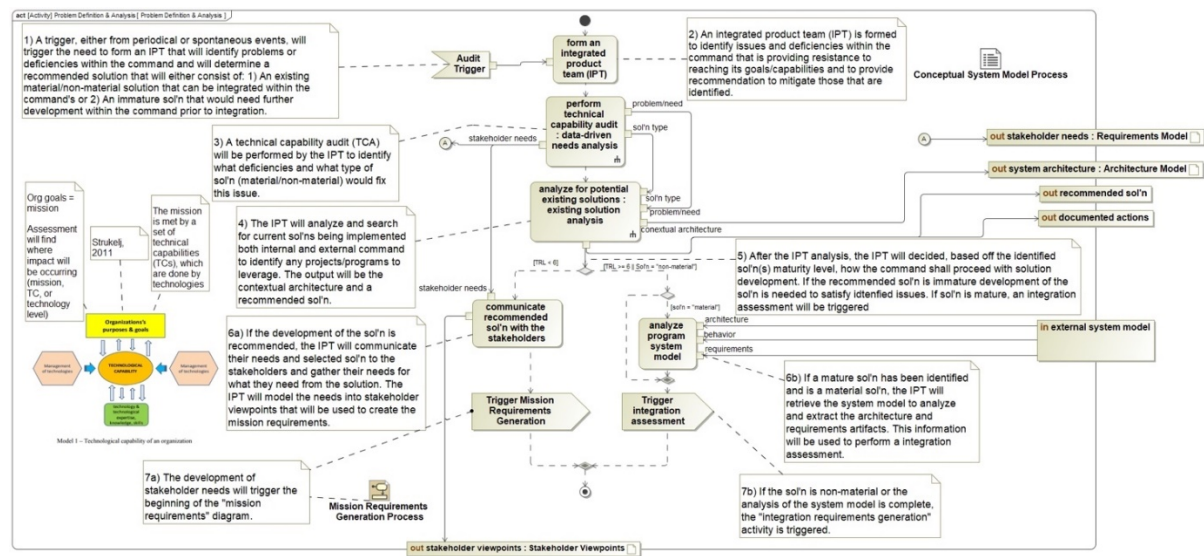 act [Activity] Problem Definition & Analysis [ Problem Definition & Analysis ]
1) A trigger, either from periodical or spontaneous events, will
trigger the need to form an IPT that will identify problems or
deficiencies within the command and will determine a
recommended solution that will either consist of: 1) An existing
material/non-material solution that can be integrated within the
command's or 2) An immature sol'n that would need further
development within the command prior to integration.
Audit
Trigger
form an
integrated
product
team (IPT)
2) An integrated product team (IPT) is formed
to identify issues and deficiencies within the
command that is providing resistance to
reaching its goals/capabilities and to provide
recommendation to mitigate those that are
identified.
Conceptual System Model Process
perform
technical
capability audit
: data-driven
needs analysis
problem/need
sol'n type
stakeholder needs
A
3) A technical capability audit (TCA)
will be performed by the IPT to identify
what deficiencies and what type of
sol'n (material/non-material) would fix
this issue.
A
out stakeholder needs : Requirements Model
out system architecture : Architecture Model
out recommended sol'n
out documented actions
analyze for potential
existing solutions :
existing solution
analysis
sol'n type
problem/need
conextual architecture
Org goals =
mission
Assessment
will find
where
impact will
be occurring
(mission,
TC, or
technology
level)
Strukelj,
2011
The mission
is met by a
set of
technical
capabilities
(TCs), which
are done by
technologies
4) The IPT will analyze and search
for current sol'ns being implemented
both internal and external command
to identify any projects/programs to
leverage. The output will be the
contextual architecture and a
recommended sol'n.
[TRL < 6]
[TRL >= 6 || Sol'n = "non-material"]
5) After the IPT analysis, the IPT will decided, based off the identified
sol'n(s) maturity level, how the command shall proceed with solution
development. If the recommended sol'n is immature development of the
sol'n is needed to satisfy idenfied issues. If sol'n is mature, an integration
assessment will be triggered
stakeholder needs
communicate
recommended
sol'n with the
stakeholders
[sol'n = "material"]
analyze
program
system
model
architecture
behavior
requirements
in external system model
Organizations's
purposes & goals
Management
of technologies
TECHNOLOGICAL
CAPABILITY
Management
of technologies
technology &
technological
expertise,
knowledge, skills
Model 1 – Technological capability of an organization
6a) If the development of the sol'n is
recommended, the IPT will communicate
their needs and selected sol'n to the
stakeholders and gather their needs for
what they need from the solution. The
IPT will model the needs into stakeholder
viewpoints that will be used to create the
mission requirements.
6b) If a mature sol'n has been identified
and is a material sol'n, the IPT will
retrieve the system model to analyze
and extract the architecture and
requirements artifacts. This information
will be used to perform a integration
assessment.
Trigger Mission
Requirements
Generation
Trigger
integration
assessment
7a) The development of
stakeholder needs will trigger the
beginning of the "mission
requirements" diagram.
Mission Requirements
Generation Process
7b) If the sol'n is non-material or the
analysis of the system model is complete,
the "integration requirements generation"
activity is triggered.
out stakeholder viewpoints : Stakeholder Viewpoints